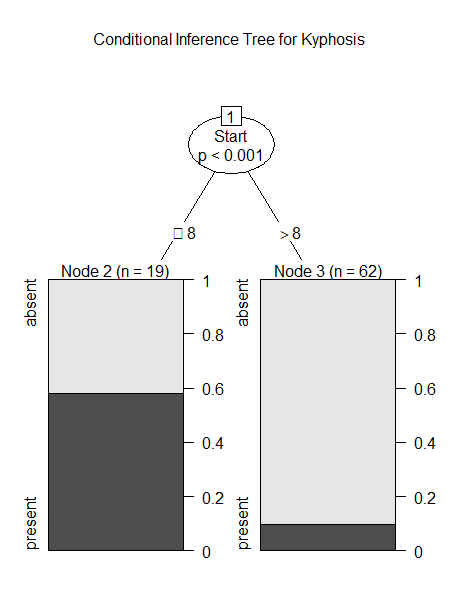 Conditional Inference Tree for Kyphosis
1
Start
p < 0.001
□ 8
> 8
Node 2 (n = 19)
absent
present
1
0.8
0.6
0.4
0.2
0
Node 3 (n = 62)
absent
present
1
0.8
0.6
0.4
0.2
0